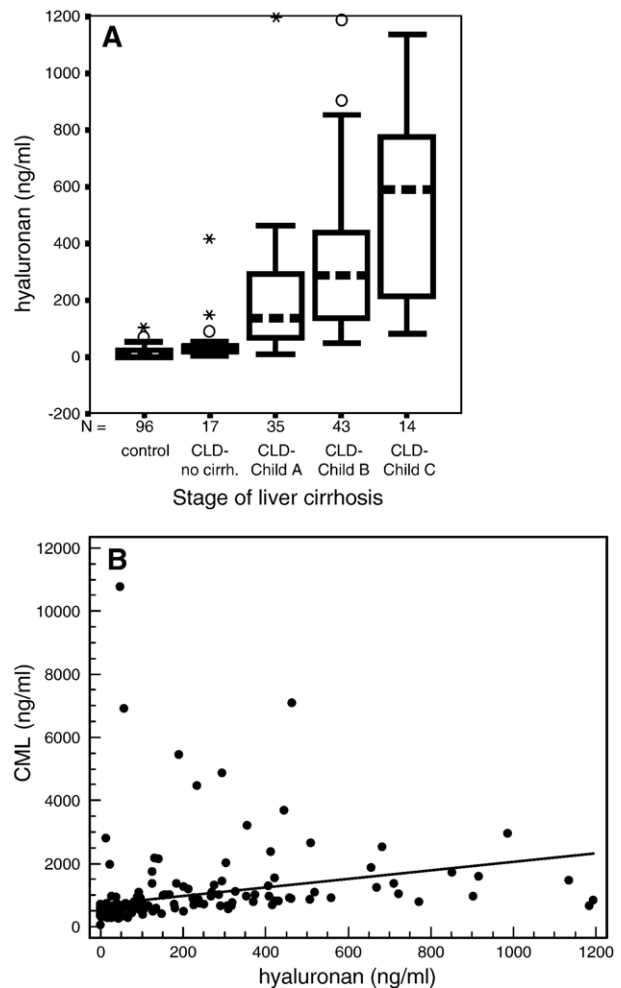 A
1200
1000
800
600
400
200
0
-200
hyaluronan (ng/ml)
N = 96 17 35 43 14
control CLD- CLD- CLD- CLD-
no cirrh. Child A Child B Child C
Stage of liver cirrhosis
B
12000
10000
8000
6000
4000
2000
0
CML (ng/ml)
0 200 400 600 800 1000 1200
hyaluronan (ng/ml)